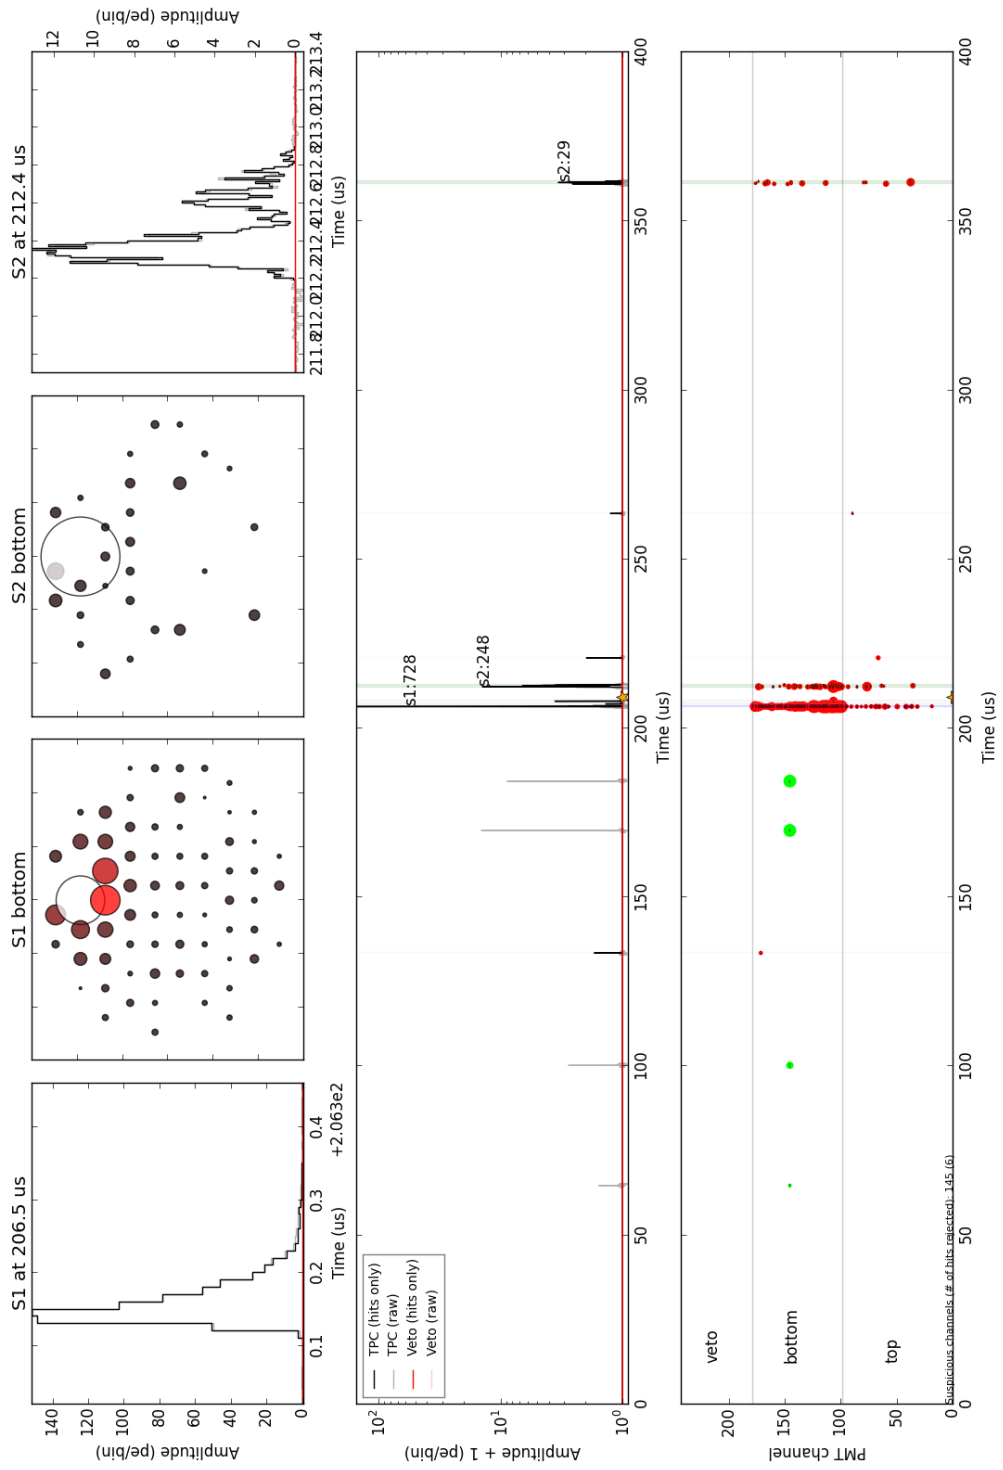 S1 at 206.5 us
Amplitude (pe/bin)
0 20 40 60 80 100 120 140
0.1 0.2 0.3 0.4
+2.063e2
Time (us)
S1 bottom
S2 bottom
S2 at 212.4 us
Amplitude (pe/bin)
0 2 4 6 8 10 12
211.8 212.0 212.2 212.4 212.6 212.8 213.0 213.2 213.4
Time (us)
TPC (hits only)
TPC (raw)
Veto (hits only)
Veto (raw)
s1:728
s2:248
s2:29
Amplitude + 1 (pe/bin)
10^0 10^1 10^2
0 50 100 150 200 250 300 350 400
Time (us)
veto
bottom
top
PMT channel
0 50 100 150 200
Suspicious channels (# of hits rejected): 145 (6)
0 50 100 150 200 250 300 350 400
Time (us)